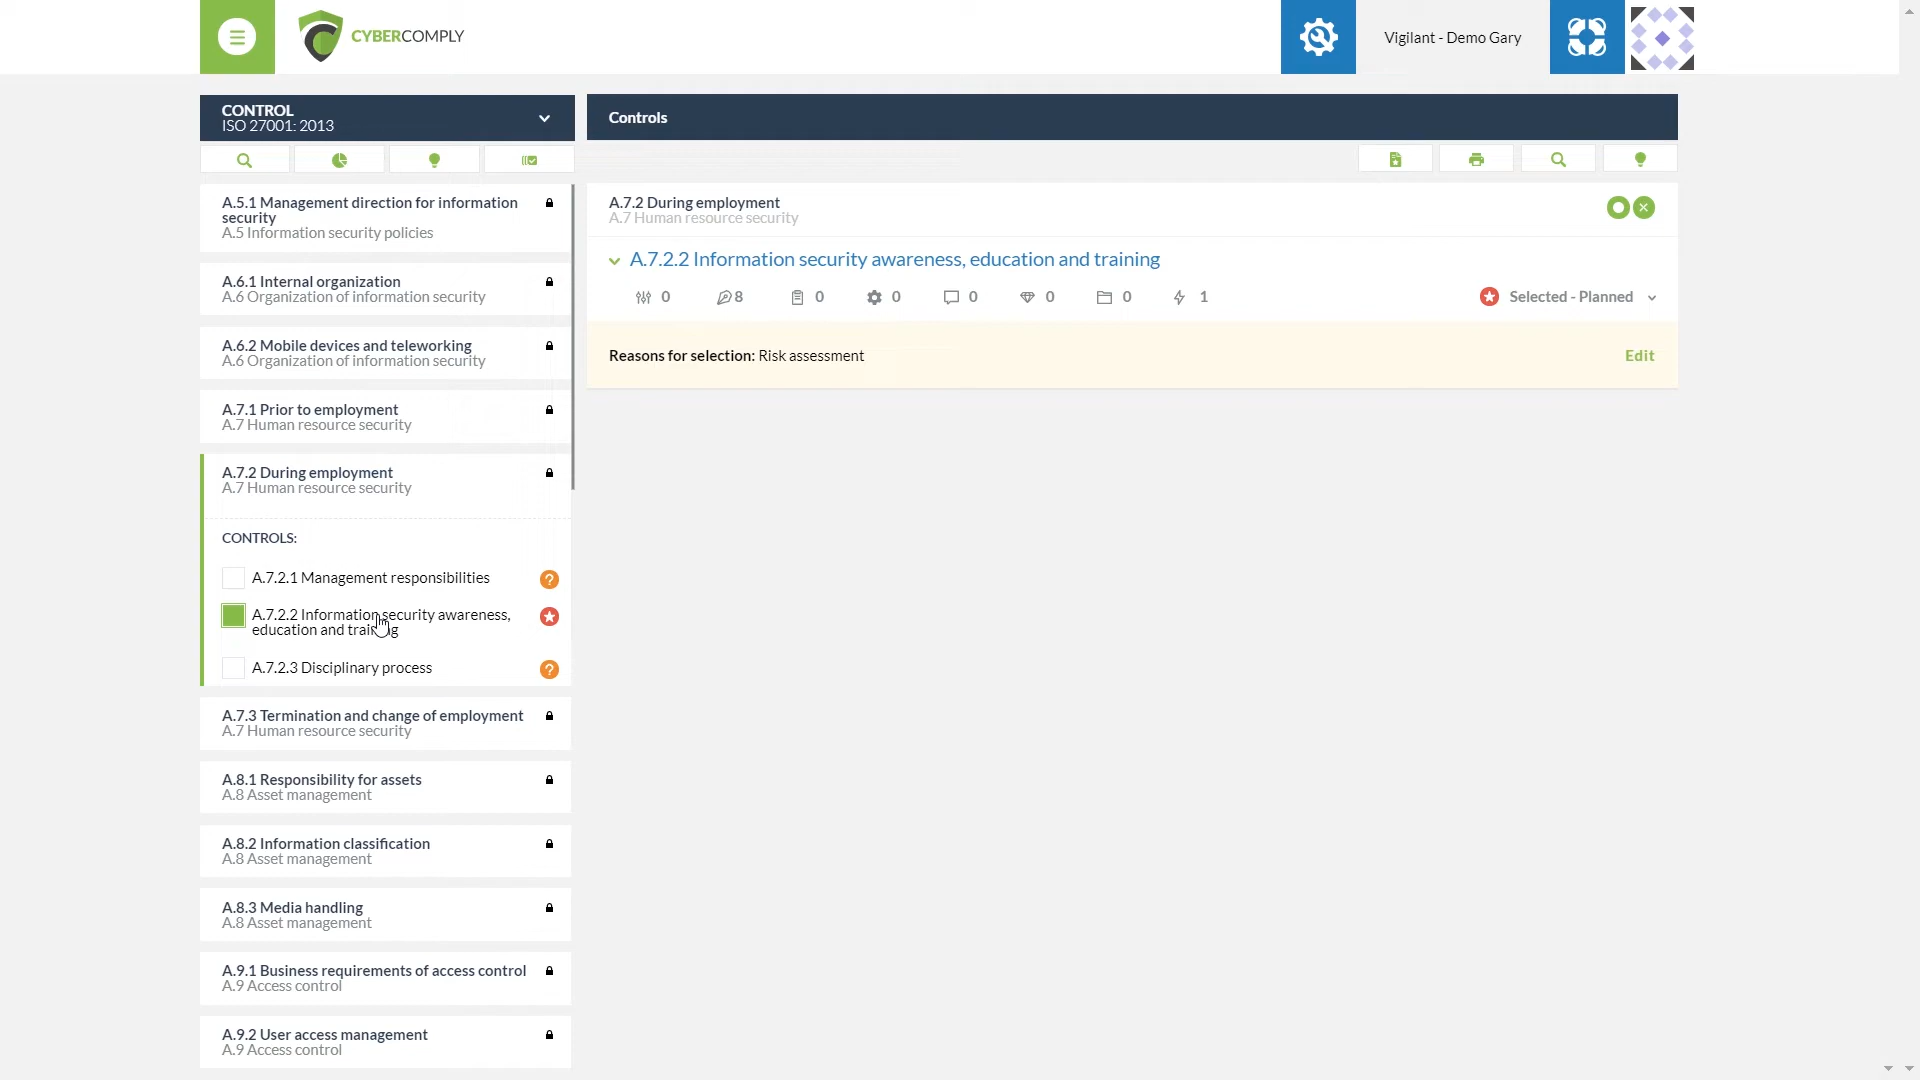 CYBERCOMPLY
Vigilant - Demo Gary
CONTROL
ISO 27001: 2013
Controls
A.5.1 Management direction for information
security
A.5 Information security policies
A.6.1 Internal organization
A.6 Organization of information security
A.6.2 Mobile devices and teleworking
A.6 Organization of information security
A.7.1 Prior to employment
A.7 Human resource security
A.7.2 During employment
A.7 Human resource security
CONTROLS:
A.7.2.1 Management responsibilities
A.7.2.2 Information security awareness,
education and training
A.7.2.3 Disciplinary process
A.7.3 Termination and change of employment
A.7 Human resource security
A.8.1 Responsibility for assets
A.8 Asset management
A.8.2 Information classification
A.8 Asset management
A.8.3 Media handling
A.8 Asset management
A.9.1 Business requirements of access control
A.9 Access control
A.9.2 User access management
A.9 Access control
A.7.2 During employment
A.7 Human resource security
A.7.2.2 Information security awareness, education and training
0 8 0 0 0 0 0 1 Selected - Planned
Reasons for selection: Risk assessment Edit